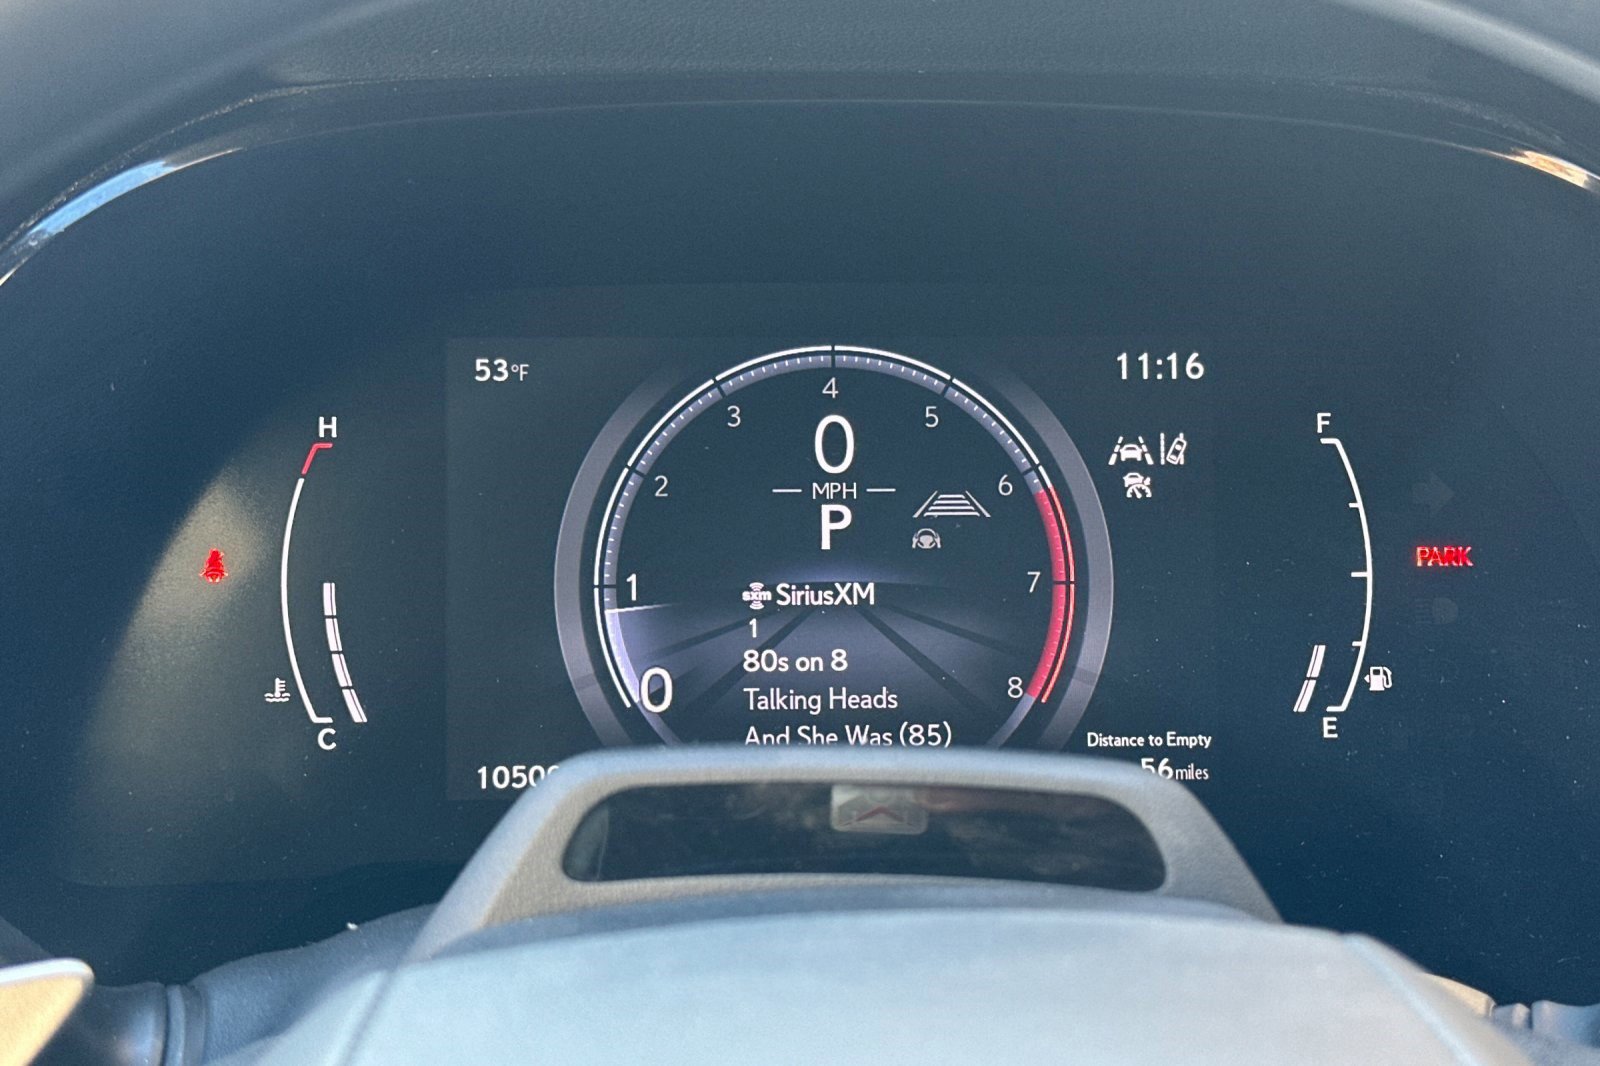 53°F
11:16
H
F
4
3
5
0
2
6
MPH
P
PARK
1
7
sxm SiriusXM
1
80s on 8
0
8
Talking Heads
And She Was (85)
C
E
Distance to Empty
56 miles